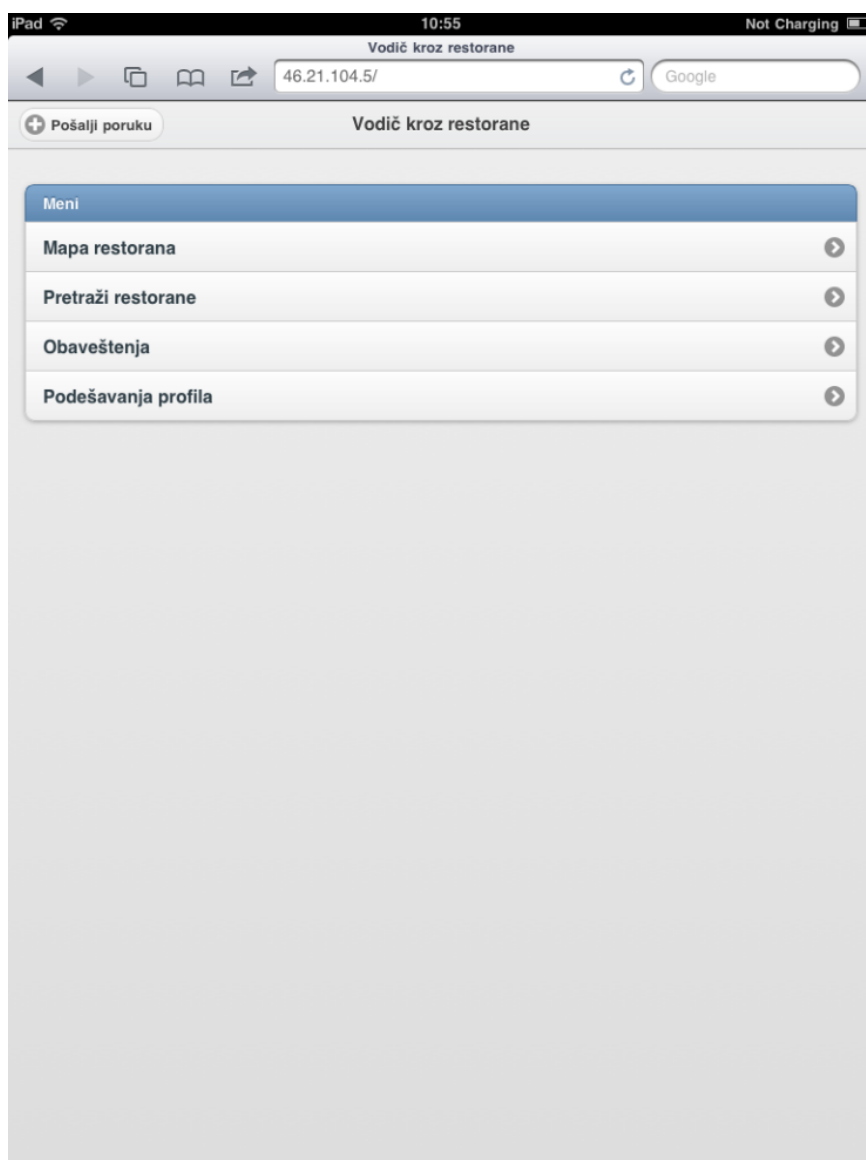 iPad 10:55 Not Charging
Vodič kroz restorane
46.21.104.5/ Google
Pošalji poruku Vodič kroz restorane
Meni
Mapa restorana
Pretraži restorane
Obaveštenja
Podešavanja profila